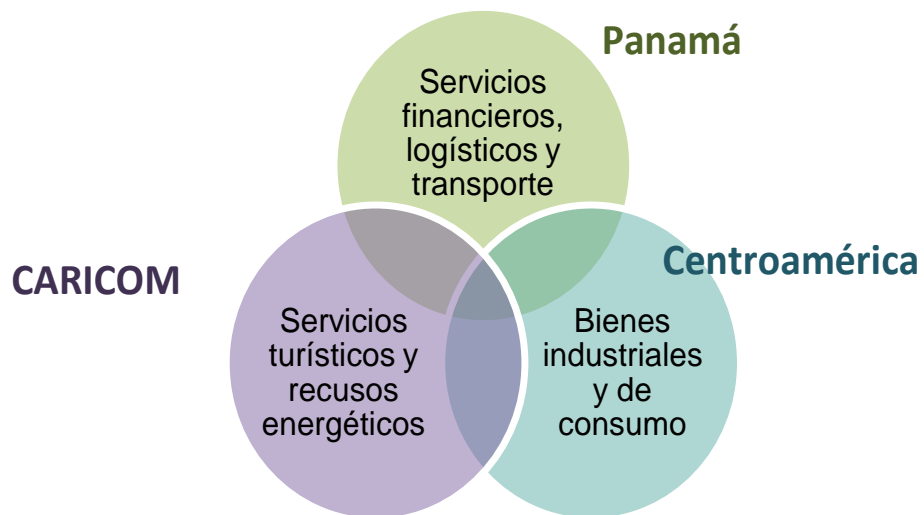 Panamá
Servicios
financieros,
logísticos y
transporte
CARICOM
Centroamérica
Servicios
turísticos y
recusos
energéticos
Bienes
industriales
y de
consumo